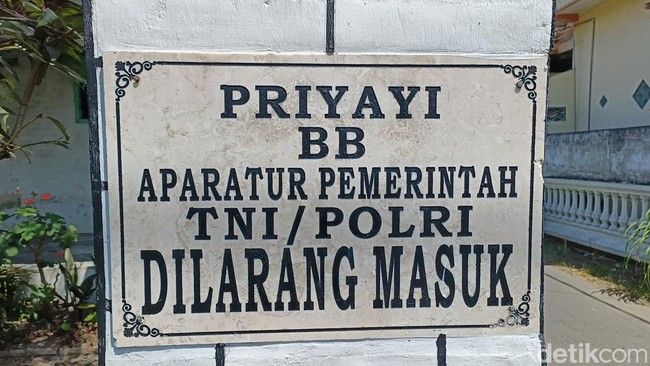 PRIYAYI
BB
APARATUR PEMERINTAH
TNI/POLRI
DILARANG MASUK
detikcom